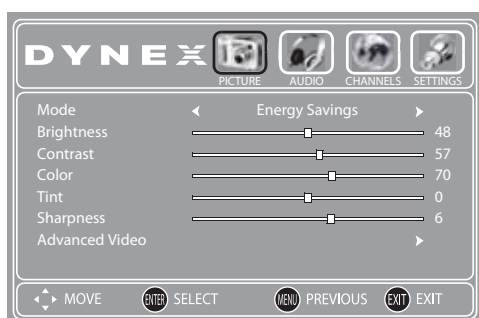 DYNEX
PICTURE AUDIO CHANNELS SETTINGS
Mode Energy Savings
Brightness 48
Contrast 57
Color 70
Tint 0
Sharpness 6
Advanced Video
MOVE ENTER SELECT MENU PREVIOUS EXIT EXIT